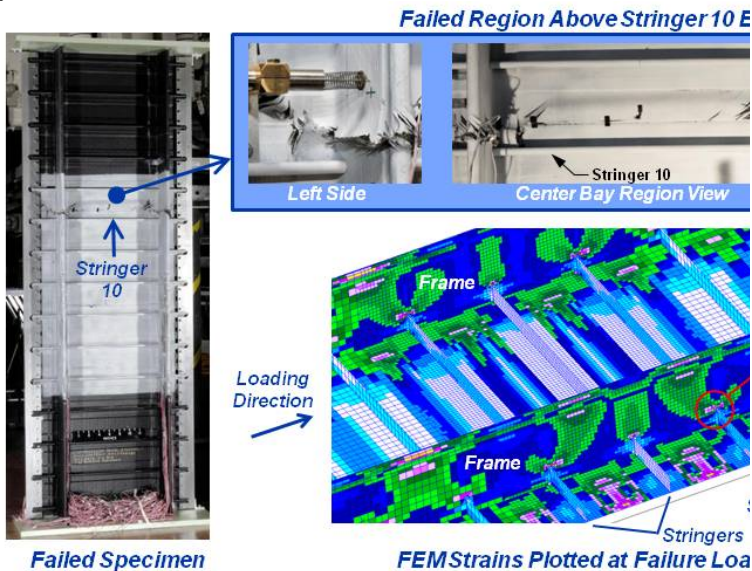 Failed Region Above Stringer 10
Left Side
Stringer 10
Center Bay Region View
Stringer
10
Frame
Loading
Direction
Frame
Stringers
Failed Specimen
FEM Strains Plotted at Failure